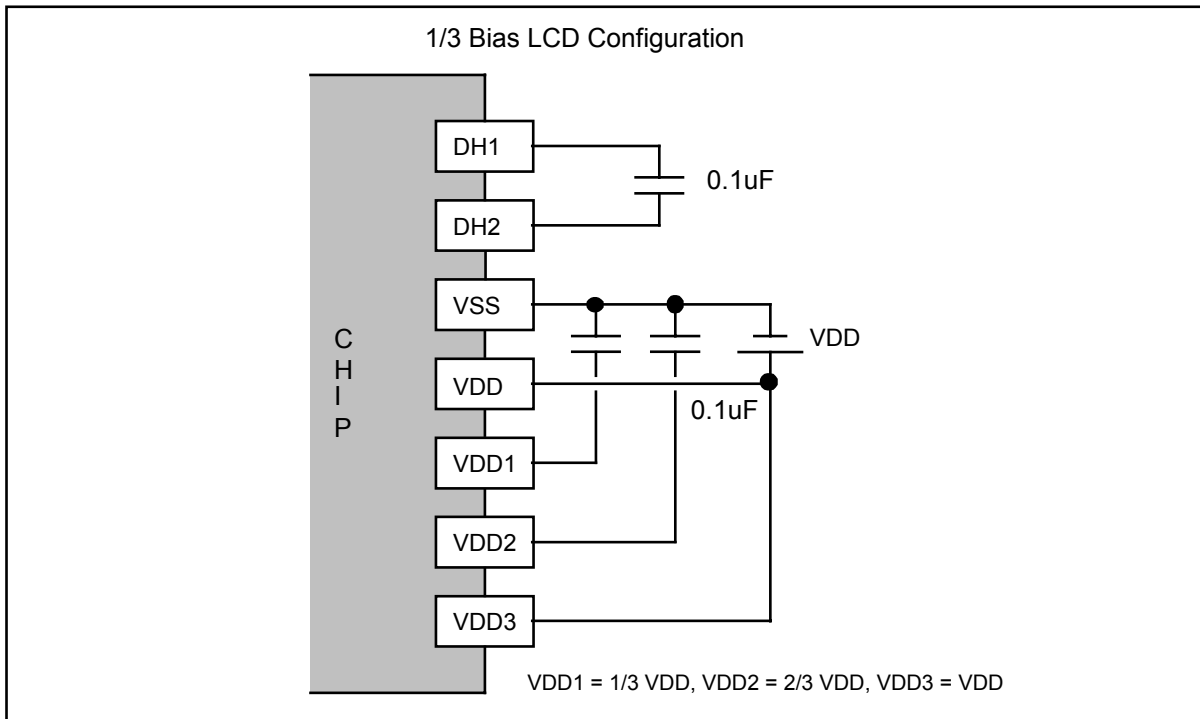 1/3 Bias LCD Configuration
DH1
0.1uF
DH2
VSS
C
H
I
P
VDD
VDD
0.1uF
VDD1
VDD2
VDD3
VDD1 = 1/3 VDD, VDD2 = 2/3 VDD, VDD3 = VDD